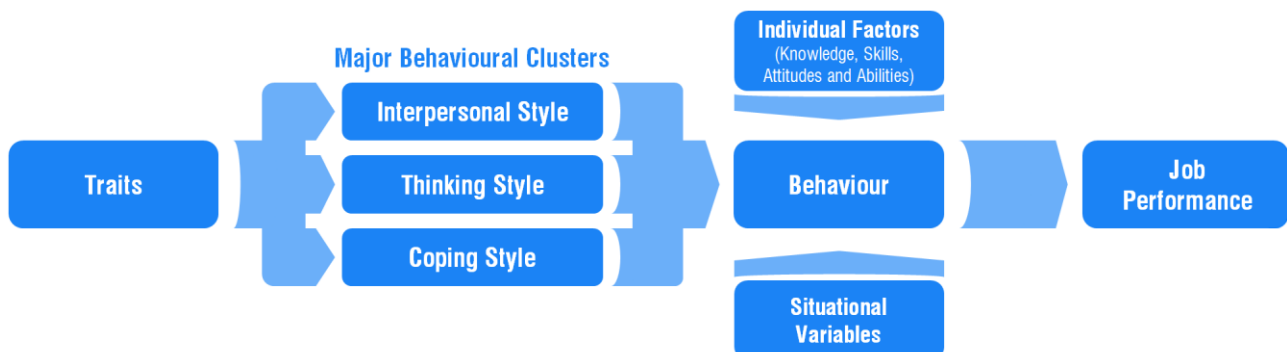 Major Behavioural Clusters
Traits
Interpersonal Style
Thinking Style
Coping Style
Individual Factors
(Knowledge, Skills,
Attitudes and Abilities)
Behaviour
Situational
Variables
Job
Performance